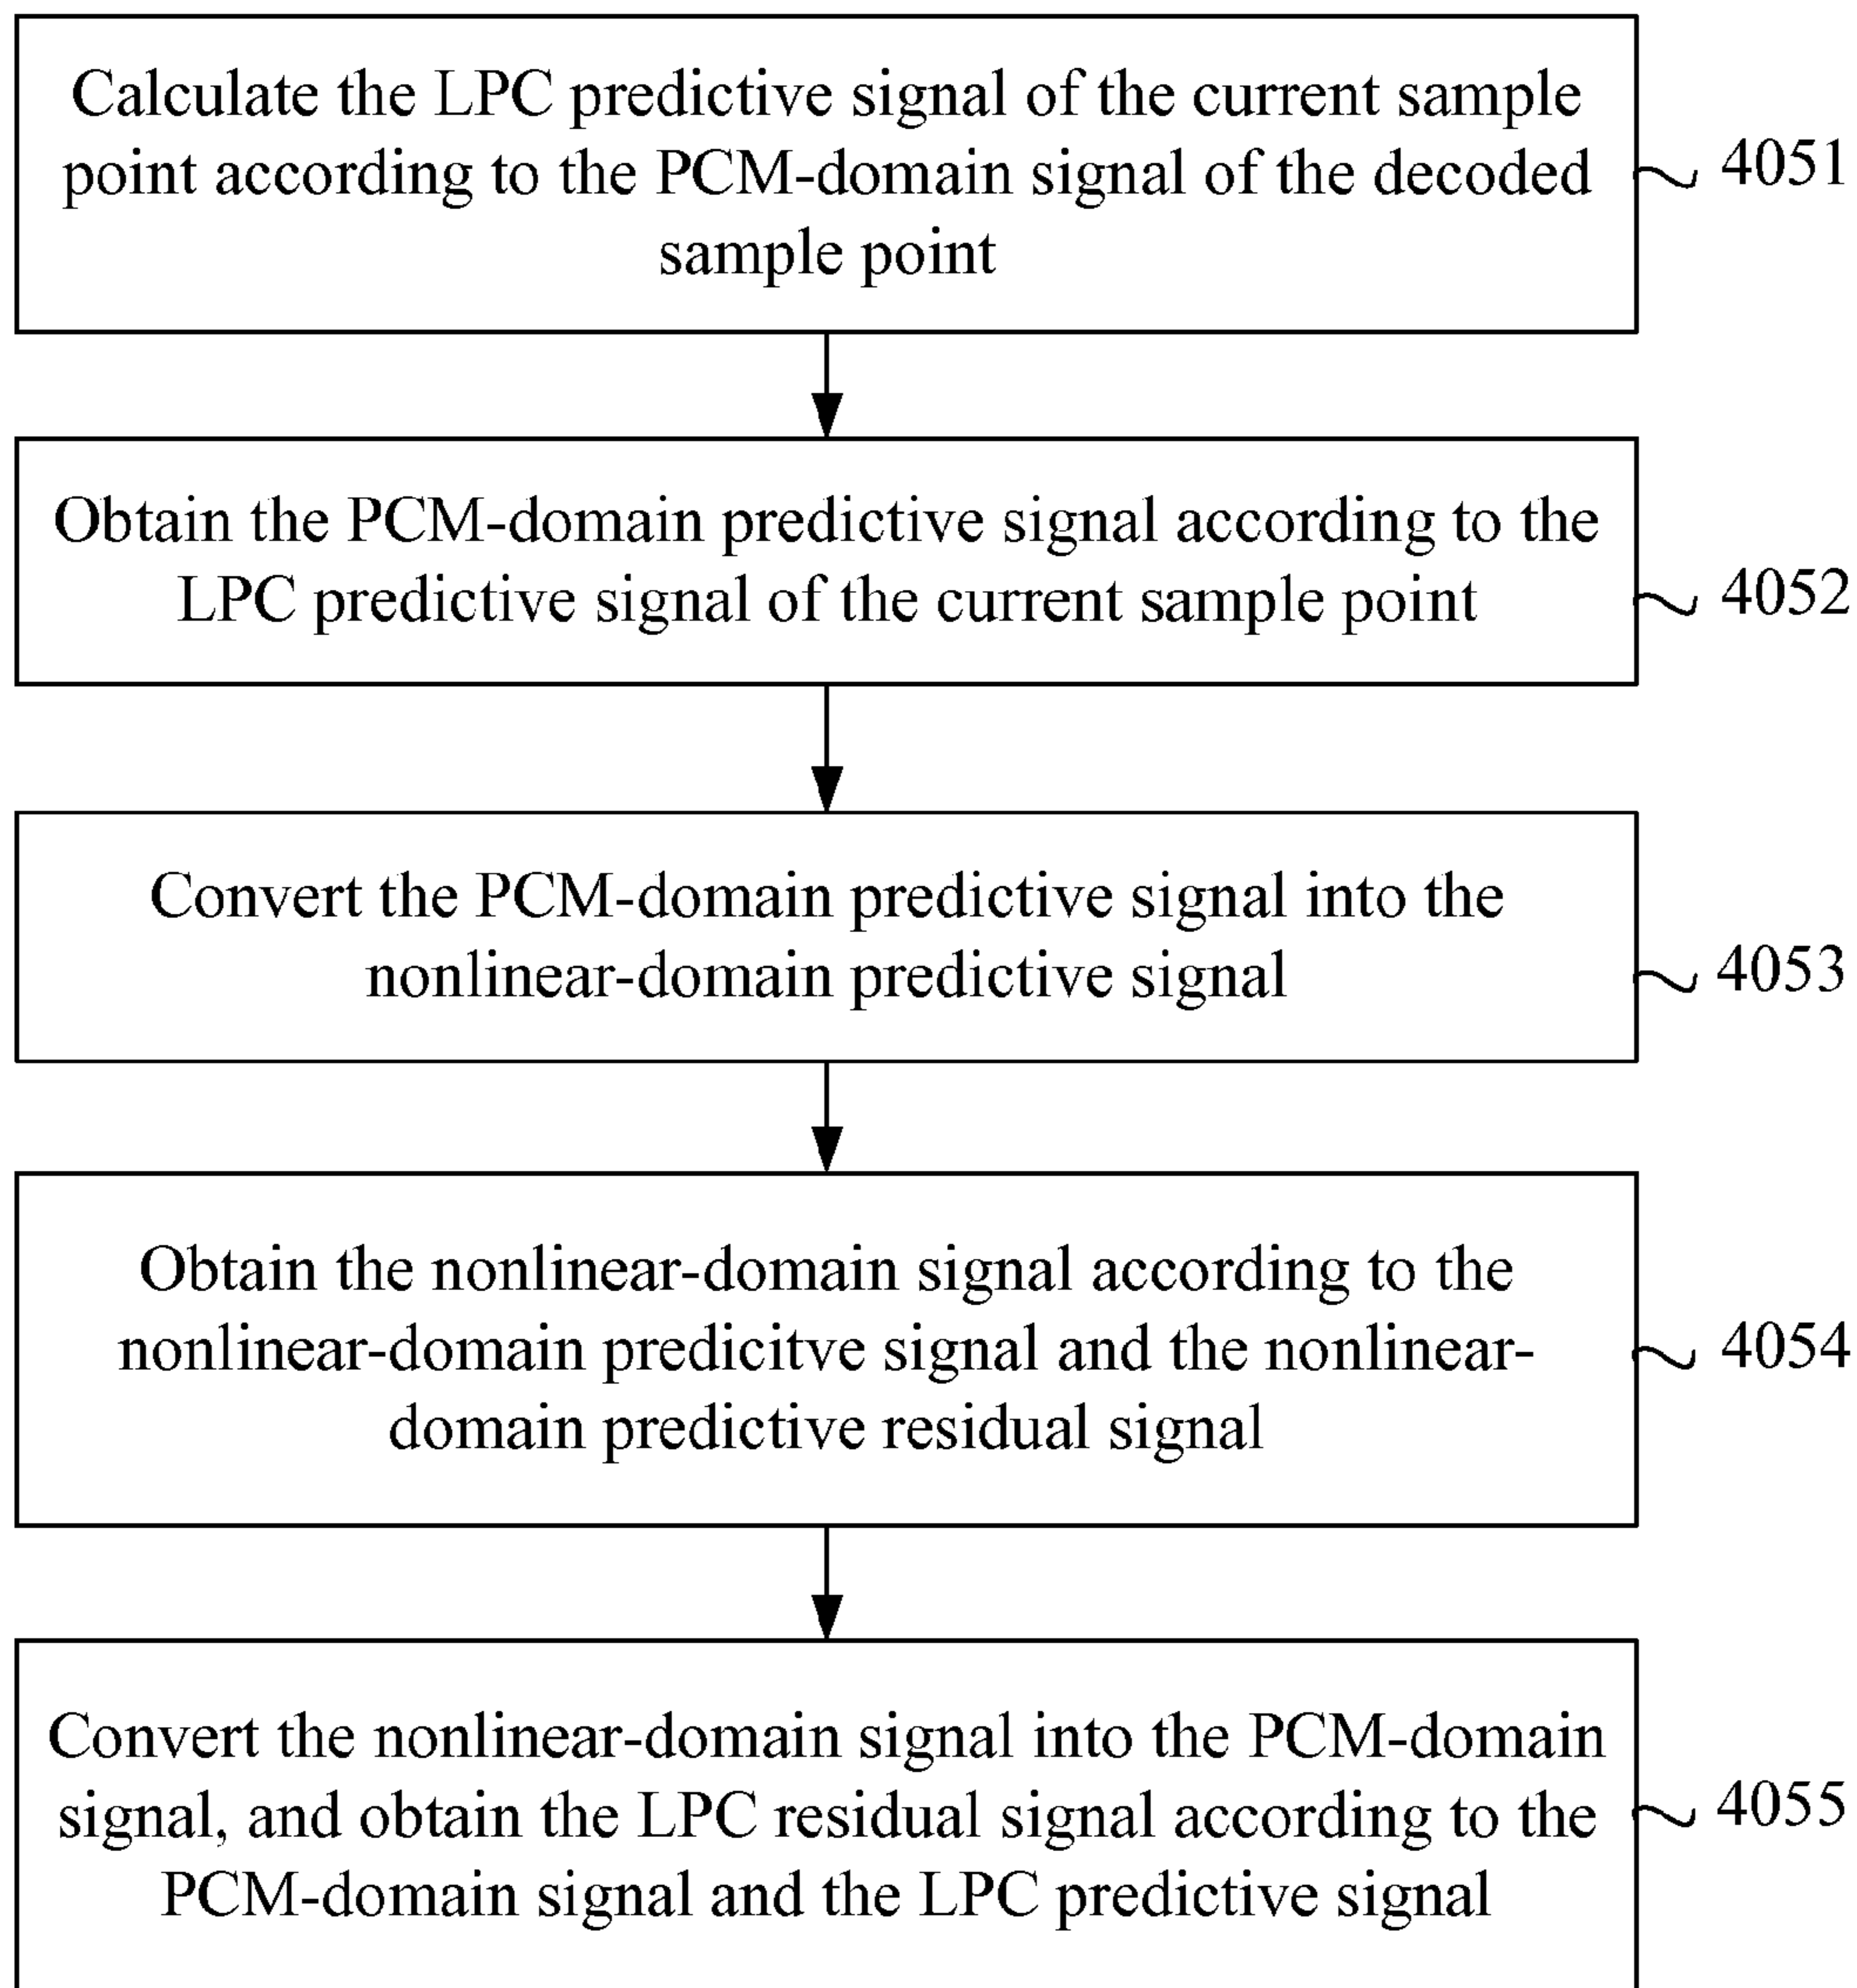 Calculate the LPC predictive signal of the current sample
point according to the PCM-domain signal of the decoded
sample point
4051
Obtain the PCM-domain predictive signal according to the
LPC predictive signal of the current sample point
4052
Convert the PCM-domain predictive signal into the
nonlinear-domain predictive signal
4053
Obtain the nonlinear-domain signal according to the
nonlinear-domain predicitve signal and the nonlinear-
domain predictive residual signal
4054
Convert the nonlinear-domain signal into the PCM-domain
signal, and obtain the LPC residual signal according to the
PCM-domain signal and the LPC predictive signal
4055